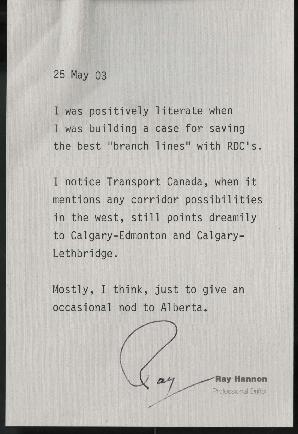 25 May 03
I was positively literate when
I was building a case for saving
the best "branch lines" with RDC's.
I notice Transport Canada, when it
mentions any corridor possibilities
in the west, still points dreamily
to Calgary-Edmonton and Calgary-
Lethbridge.
Mostly, I think, just to give an
occasional nod to Alberta.
Ray
Ray Hannon
Professional Writer